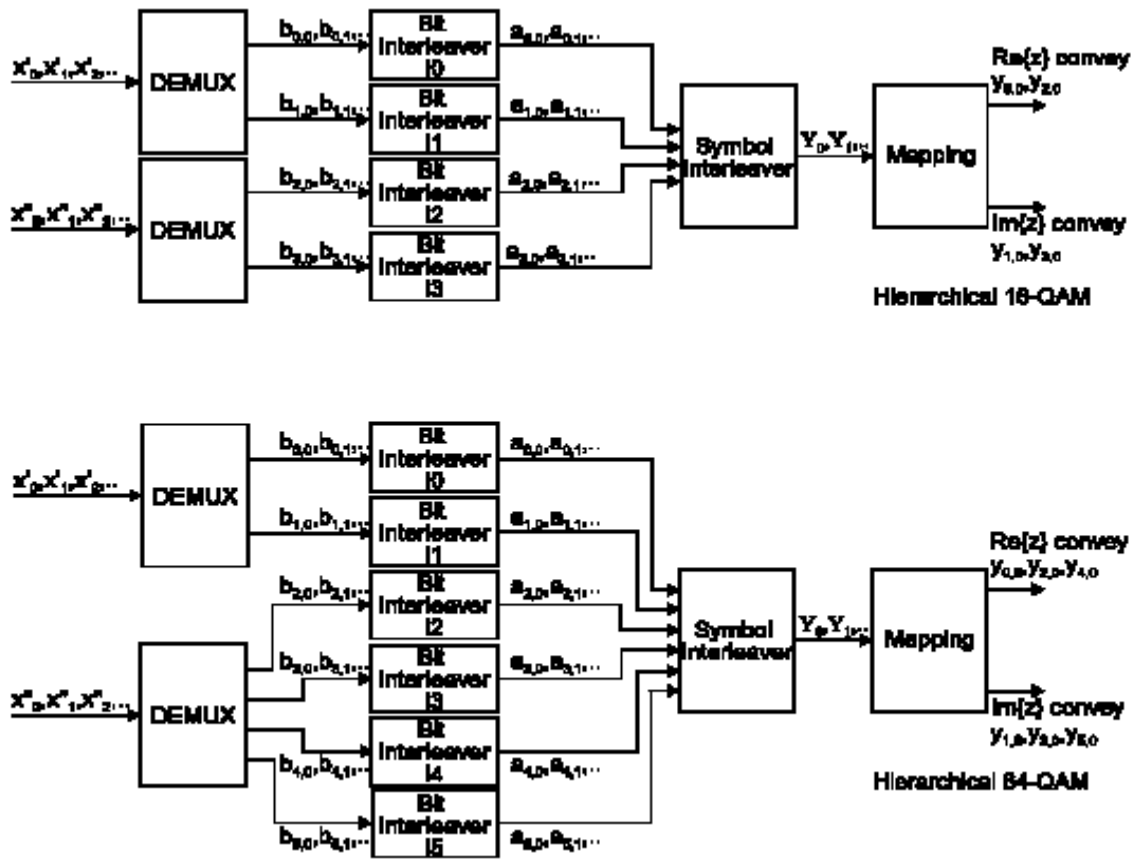 x'₀,x'₁,x'₂,..
DEMUX
b₀,₀,b₀,₁,..
Bit
Interleaver
I0
a₀,₀,a₀,₁,..
b₁,₀,b₁,₁,..
Bit
Interleaver
I1
a₁,₀,a₁,₁,..
x"₀,x"₁,x"₂,..
DEMUX
b₂,₀,b₂,₁,..
Bit
Interleaver
I2
a₂,₀,a₂,₁,..
b₃,₀,b₃,₁,..
Bit
Interleaver
I3
a₃,₀,a₃,₁,..
Symbol
Interleaver
Y₀,Y₁,..
Mapping
Re{z} convey
y₀,₀,y₂,₀
Im{z} convey
y₁,₀,y₃,₀
Hierarchical 16-QAM
x'₀,x'₁,x'₂,..
DEMUX
b₀,₀,b₀,₁,..
Bit
Interleaver
I0
a₀,₀,a₀,₁,..
b₁,₀,b₁,₁,..
Bit
Interleaver
I1
a₁,₀,a₁,₁,..
x"₀,x"₁,x"₂,..
DEMUX
b₂,₀,b₂,₁,..
Bit
Interleaver
I2
a₂,₀,a₂,₁,..
b₃,₀,b₃,₁,..
Bit
Interleaver
I3
a₃,₀,a₃,₁,..
b₄,₀,b₄,₁,..
Bit
Interleaver
I4
a₄,₀,a₄,₁,..
b₅,₀,b₅,₁,..
Bit
Interleaver
I5
a₅,₀,a₅,₁,..
Symbol
Interleaver
Y₀,Y₁,..
Mapping
Re{z} convey
y₀,₀,y₂,₀,y₄,₀
Im{z} convey
y₁,₀,y₃,₀,y₅,₀
Hierarchical 64-QAM